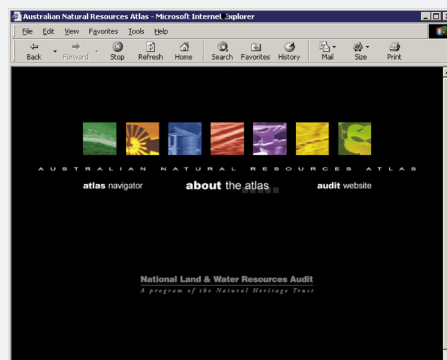 Australian Natural Resources Atlas - Microsoft Internet Explorer
File Edit View Favorites Tools Help
Back Forward Stop Refresh Home Search Favorites History Mail Size Print
AUSTRALIAN NATURAL RESOURCES ATLAS
atlas navigator about the atlas audit website
National Land & Water Resources Audit
A program of the Natural Heritage Trust